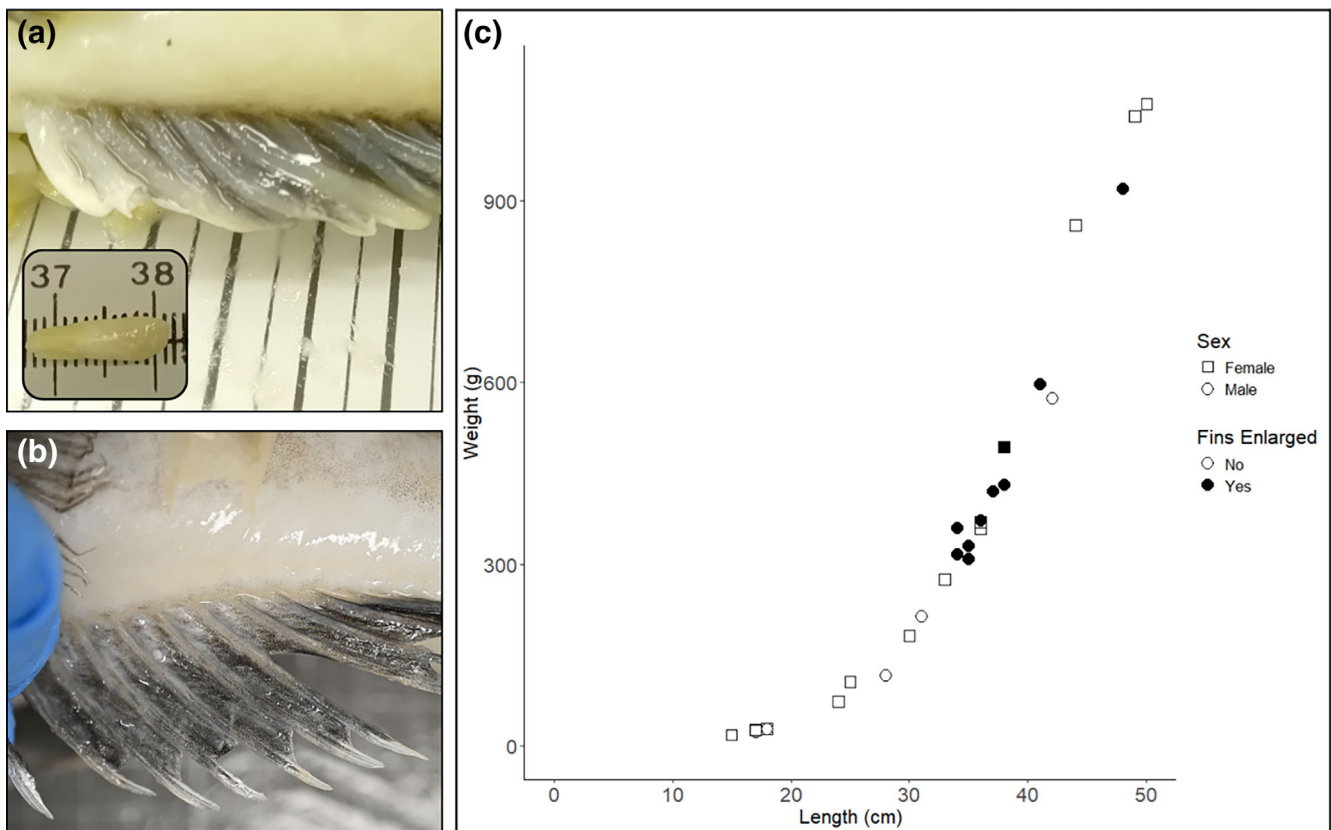 (a)
37 38
(b)
(c)
Weight (g)
900
600
300
0
0 10 20 30 40 50
Length (cm)
Sex
Female
Male
Fins Enlarged
No
Yes